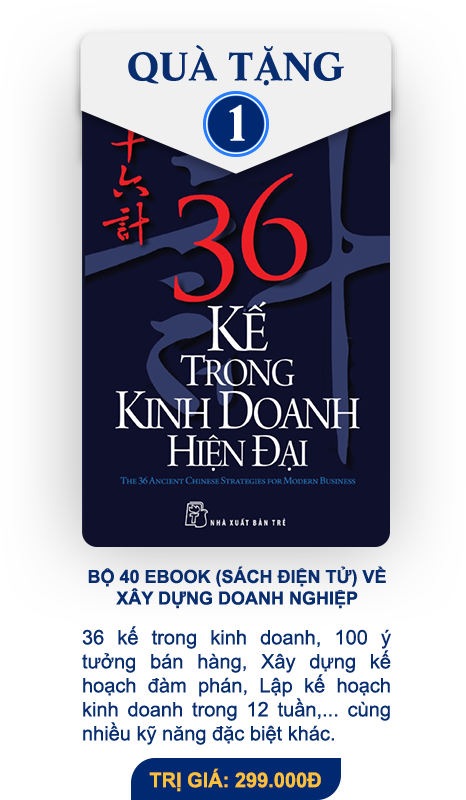 QUÀ TẶNG
1
十六計
36
KẾ
TRONG
KINH DOANH
HIỆN ĐẠI
THE 36 ANCIENT CHINESE STRATEGIES FOR MODERN BUSINESS
NHÀ XUẤT BẢN TRẺ
BỘ 40 EBOOK (SÁCH ĐIỆN TỬ) VỀ
XÂY DỰNG DOANH NGHIỆP
36 kế trong kinh doanh, 100 ý
tưởng bán hàng, Xây dựng kế
hoạch đàm phán, Lập kế hoạch
kinh doanh trong 12 tuần,... cùng
nhiều kỹ năng đặc biệt khác.
TRỊ GIÁ: 299.000Đ